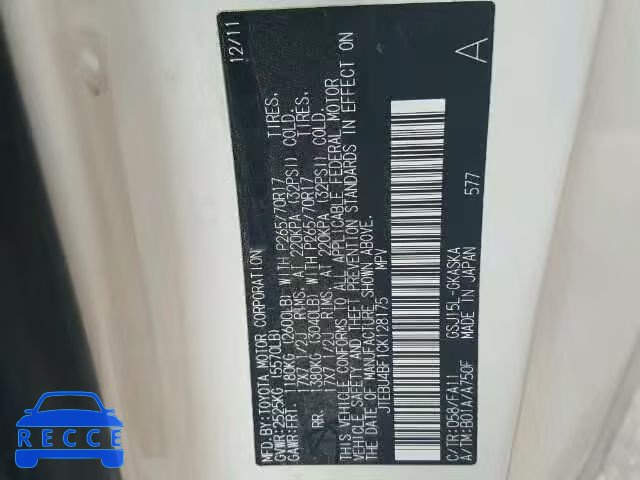 MFD.BY:TOYOTA MOTOR CORPORATION 12/11
GVWR:2525KG (5570LB)
GAWR:FRT. 1180KG (2600LB) WITH P265/70R17 TIRES,
17X7 1/2J RIMS, AT 220KPA (32PSI) COLD.
RR. 1380KG (3040LB) WITH P265/70R17 TIRES,
17X7 1/2J RIMS, AT 220KPA (32PSI) COLD.
THIS VEHICLE CONFORMS TO ALL APPLICABLE FEDERAL MOTOR
VEHICLE SAFETY AND THEFT PREVENTION STANDARDS IN EFFECT ON
THE DATE OF MANUFACTURE SHOWN ABOVE.
JTEBU4BF1CK128175 MPV
A
C/TR:058/FA11 GSJ15L-GKASKA
A/TM:B01A/A750F MADE IN JAPAN 577
RECCE